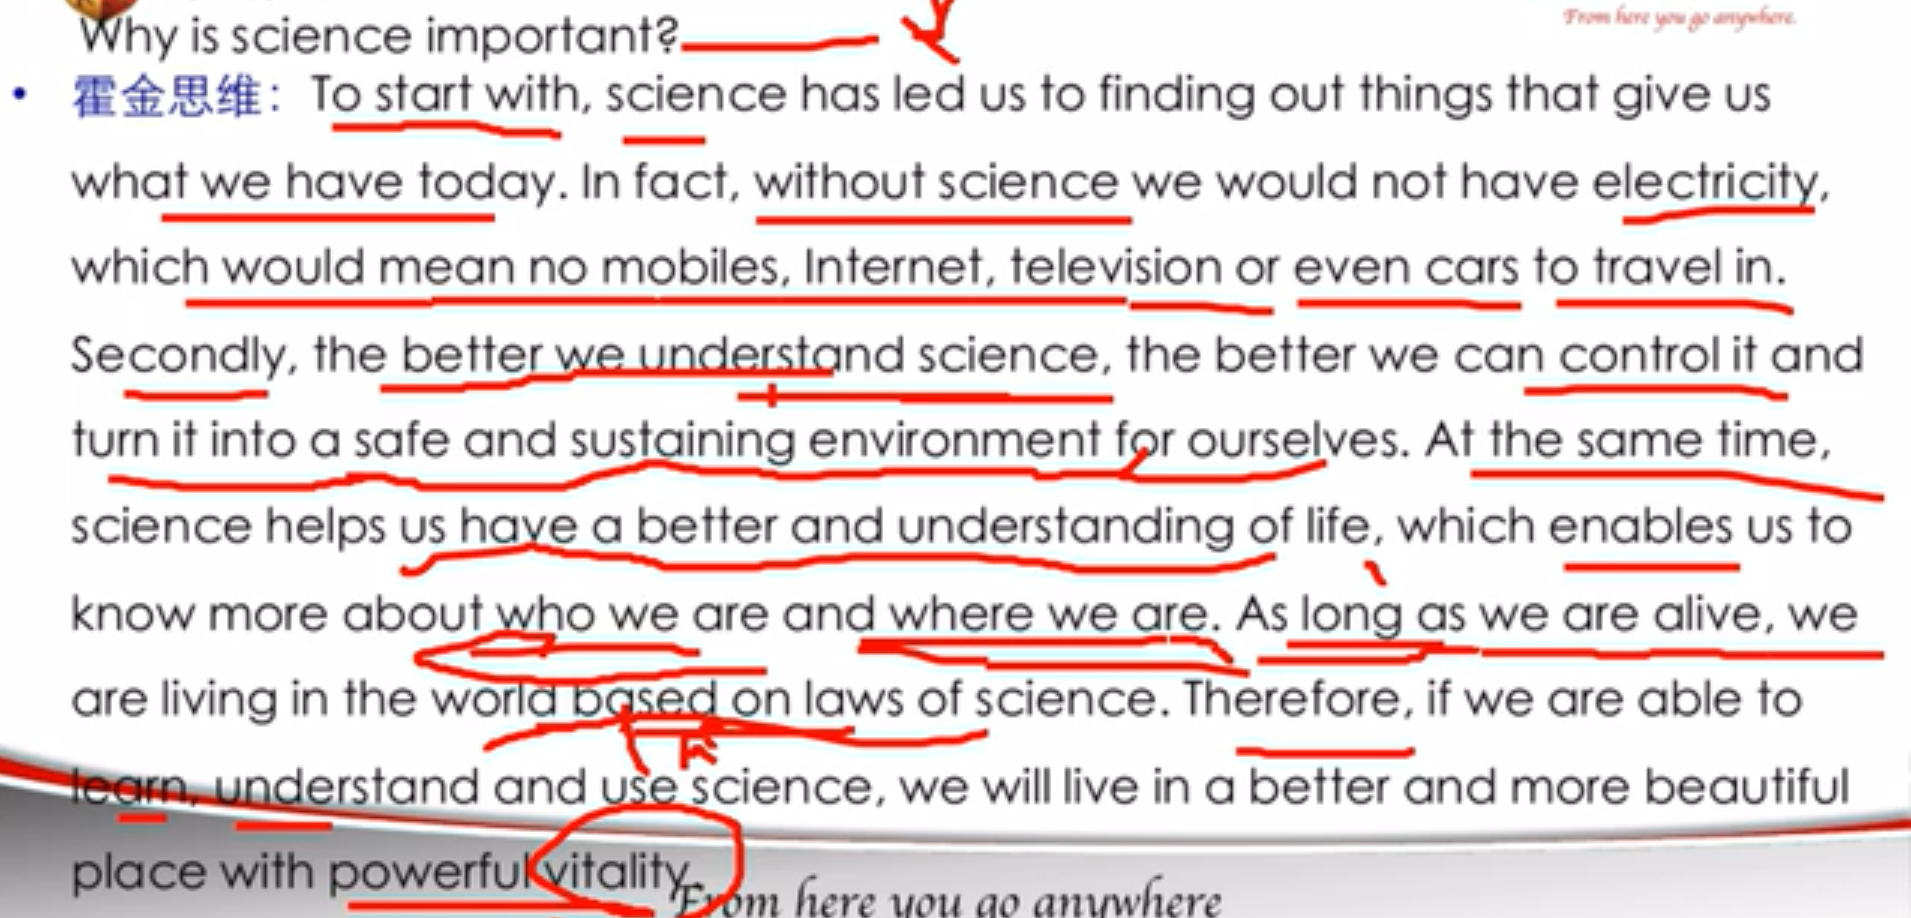 From here you go anywhere.
Why is science important?
• 霍金思维: To start with, science has led us to finding out things that give us
what we have today. In fact, without science we would not have electricity,
which would mean no mobiles, Internet, television or even cars to travel in.
Secondly, the better we understand science, the better we can control it and
turn it into a safe and sustaining environment for ourselves. At the same time,
science helps us have a better and understanding of life, which enables us to
know more about who we are and where we are. As long as we are alive, we
are living in the world based on laws of science. Therefore, if we are able to
learn, understand and use science, we will live in a better and more beautiful
place with powerful vitality.
From here you go anywhere